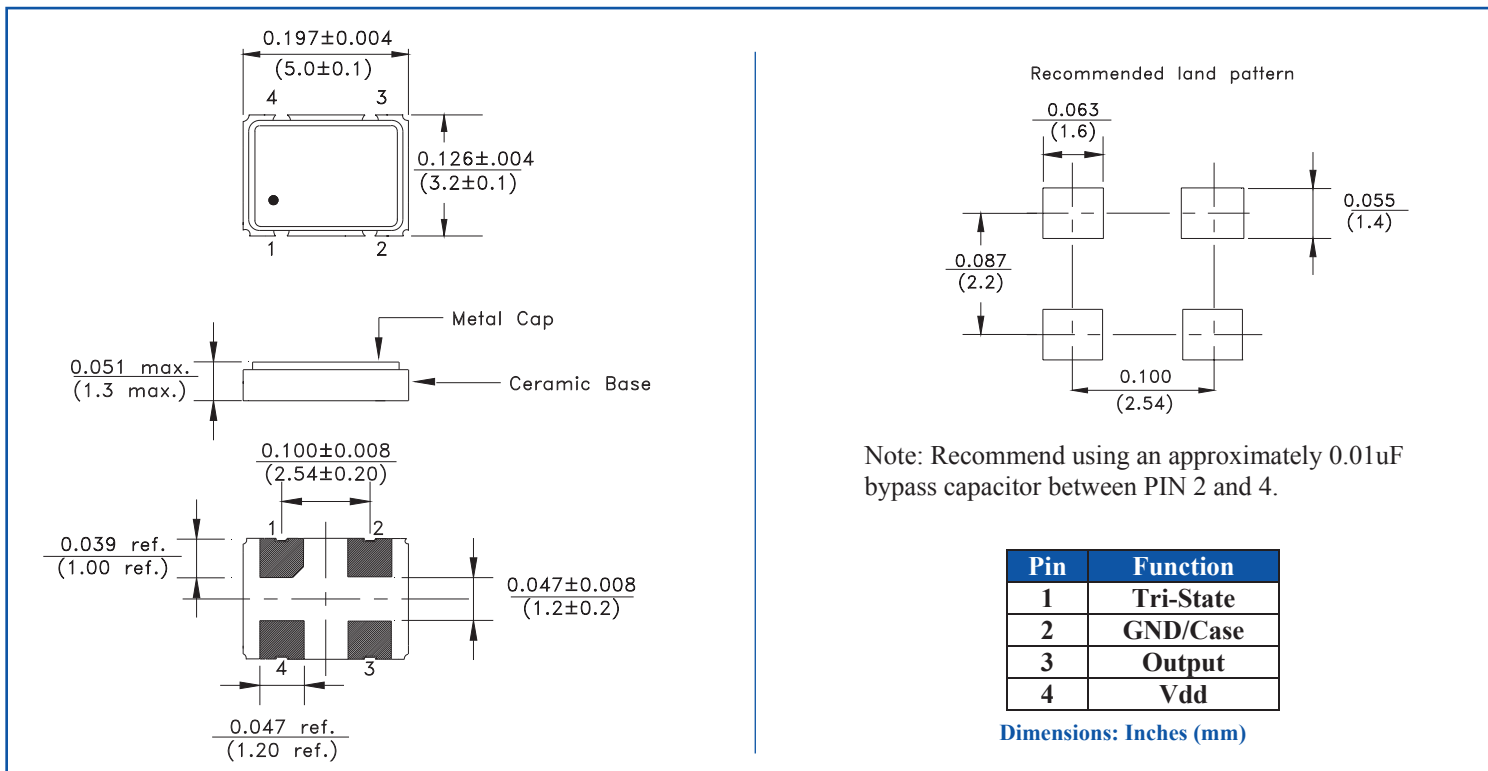 0.197±0.004
(5.0±0.1)
4 3
0.126±.004
(3.2±0.1)
1 2
Metal Cap
0.051 max.
(1.3 max.)
Ceramic Base
0.100±0.008
(2.54±0.20)
1 2
0.039 ref.
(1.00 ref.)
0.047±0.008
(1.2±0.2)
4 3
0.047 ref.
(1.20 ref.)
Recommended land pattern
0.063
(1.6)
0.055
(1.4)
0.087
(2.2)
0.100
(2.54)
Note: Recommend using an approximately 0.01uF
bypass capacitor between PIN 2 and 4.
Pin Function
1 Tri-State
2 GND/Case
3 Output
4 Vdd
Dimensions: Inches (mm)